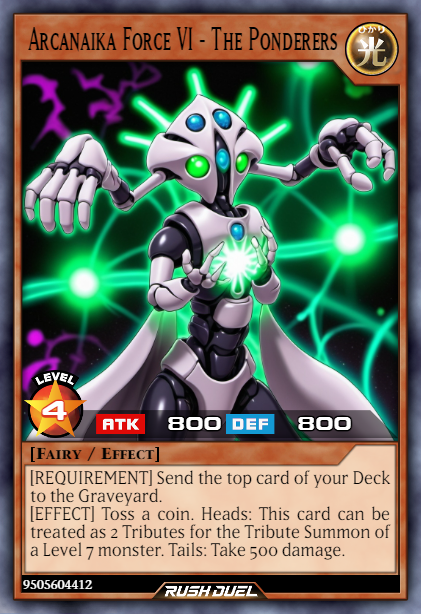 ARCANAIKA FORCE VI - THE PONDERERS
ひかり
光
LEVEL
4
ATK 800 DEF 800
[FAIRY / EFFECT]
[REQUIREMENT] Send the top card of your Deck
to the Graveyard.
[EFFECT] Toss a coin. Heads: This card can be
treated as 2 Tributes for the Tribute Summon of
a Level 7 monster. Tails: Take 500 damage.
9505604412
RUSH DUEL